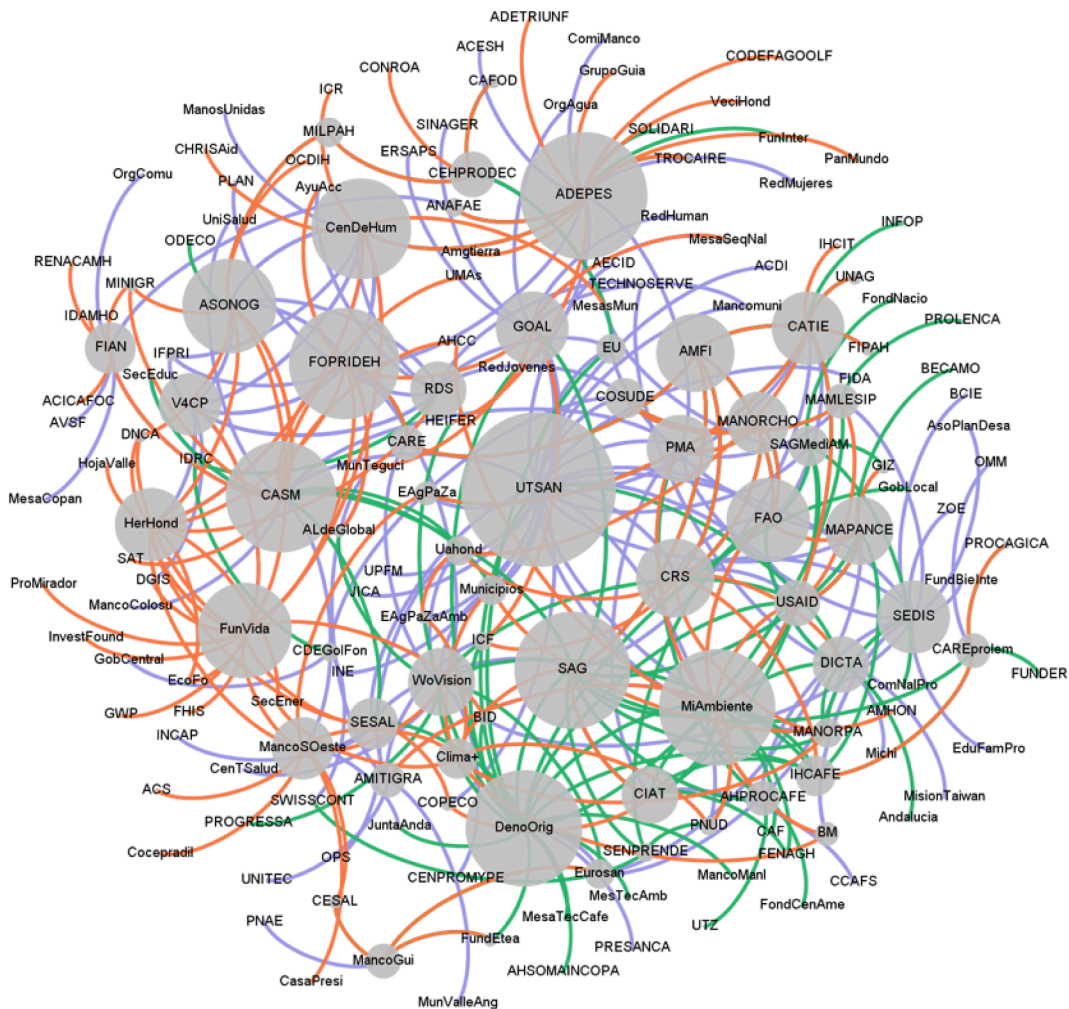 ADETRIUNF
ComiManco
ACESH
CODEFAGOOLF
CONROA
GrupoGuia
CAFOD
ICR
OrgAgua
VeciHond
ManosUnidas
SINAGER
SOLIDARI
MILPAH
FunInter
CHRISAid
OCDIH
ERSAPS
TROCAIRE
PanMundo
OrgComu
PLAN
CEHPRODEC
AyuAcc
ADEPES
RedMujeres
UniSalud
ANAFAE
RedHuman
INFOP
CenDeHum
ODECO
Amgtierra
MesaSeqNal
IHCIT
RENACAMH
AECID
ACDI
UMAs
UNAG
MINIGR
TECHNOSERVE
ASONOG
MesasMun
Mancomuni
FondNacio
IDAMHO
GOAL
CATIE
PROLENCA
FIAN
IFPRI
AHCC
EU
AMFI
FIPAH
FOPRIDEH
RedJovenes
SecEduc
BECAMO
FIDA
RDS
COSUDE
ACICAFOC
V4CP
BCIE
MAMLESIP
AVSF
HEIFER
MANORCHO
AsoPlanDesa
DNCA
CARE
PMA
SAGMediAM
IDRC
MunTeguci
OMM
HojaValle
GIZ
EAgPaZa
UTSAN
GobLocal
CASM
MesaCopan
ZOE
HerHond
FAO
MAPANCE
ALdeGlobal
PROCAGICA
Uahond
SAT
UPFM
CRS
FundBieInte
ProMirador
DGIS
JICA
Municipios
USAID
MancoColosu
EAgPaZaAmb
SEDIS
FunVida
InvestFound
ICF
CDEGolFon
CAREprolem
GobCentral
INE
SAG
DICTA
FUNDER
EcoFo
WoVision
ComNalPro
SecEner
MiAmbiente
GWP
FHIS
SESAL
BID
AMHON
INCAP
MANORPA
MancoSOeste
Michi
EduFamPro
Clima+
CenTSalud
AMITIGRA
IHCAFE
ACS
CIAT
AHPROCAFE
MisionTaiwan
SWISSCONT
COPECO
PROGRESSA
JuntaAnda
DenoOrig
PNUD
CAF
BM
Andalucia
Cocepradil
SENPRENDE
FENAGH
OPS
Eurosan
CENPROMYPE
MancoManI
UNITEC
CCAFS
MesTecAmb
CESAL
FondCenAme
MesaTecCafe
PNAE
UTZ
FundEtea
PRESANCA
MancoGui
AHSOMAINCOPA
CasaPresi
MunValleAng